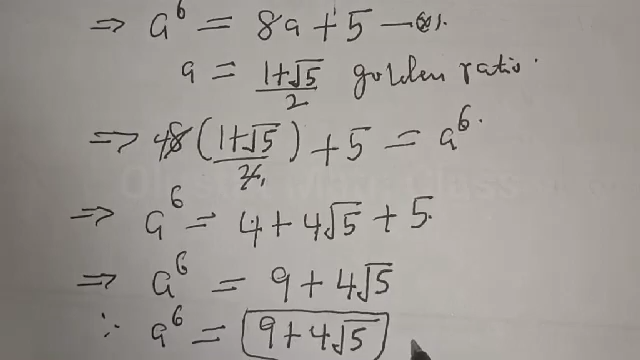 ⇒ a⁶ = 8a + 5
a = (1+√5)/2 golden ratio.
⇒ 48((1+√5)/2) + 5 = a⁶.
⇒ a⁶ = 4 + 4√5 + 5.
⇒ a⁶ = 9 + 4√5
∴ a⁶ = 9 + 4√5